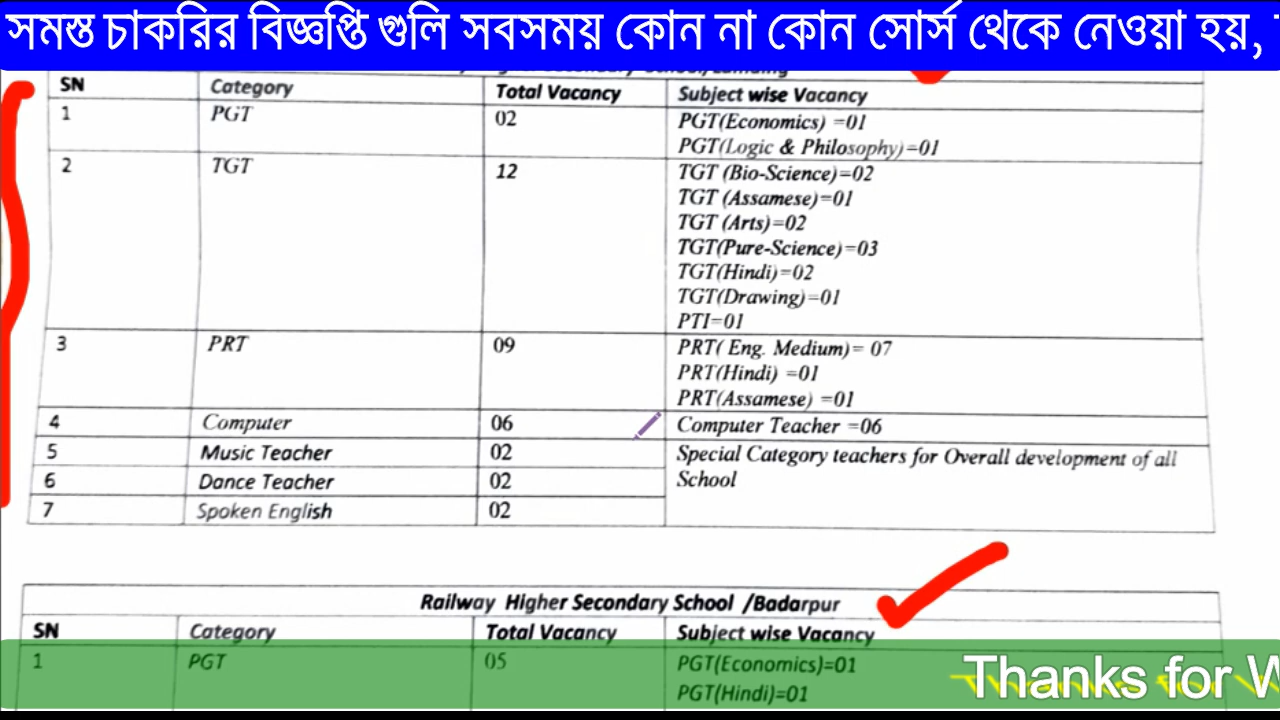 সমস্ত চাকরির বিজ্ঞপ্তি গুলি সবসময় কোন না কোন সোর্স থেকে নেওয়া হয়,
SN Category Total Vacancy Subject wise Vacancy
1 PGT 02 PGT(Economics) =01
PGT(Logic & Philosophy)=01
2 TGT 12 TGT (Bio-Science)=02
TGT (Assamese)=01
TGT (Arts)=02
TGT(Pure-Science)=03
TGT(Hindi)=02
TGT(Drawing)=01
PTI=01
3 PRT 09 PRT( Eng. Medium)= 07
PRT(Hindi) =01
PRT(Assamese) =01
4 Computer 06 Computer Teacher =06
5 Music Teacher 02 Special Category teachers for Overall development of all
6 Dance Teacher 02 School
7 Spoken English 02
Railway Higher Secondary School /Badarpur
SN Category Total Vacancy Subject wise Vacancy
1 PGT 05 PGT(Economics)=01
PGT(Hindi)=01
Thanks for W